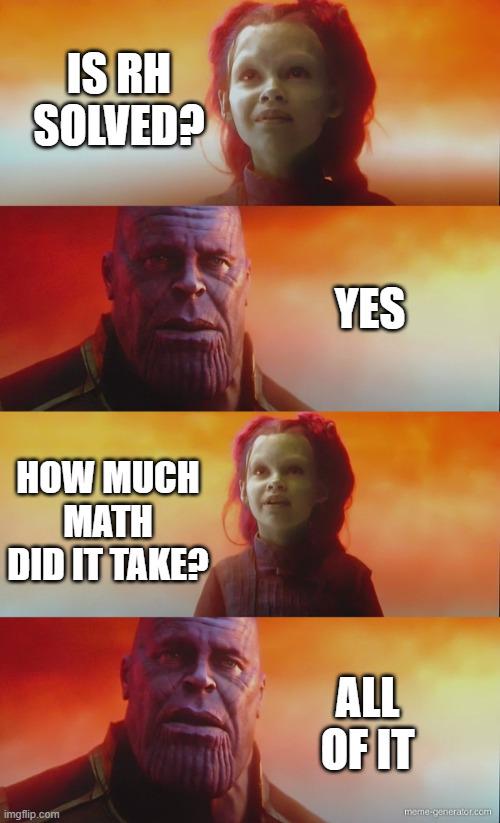 IS RH
SOLVED?
YES
HOW MUCH
MATH
DID IT TAKE?
ALL
OF IT
imgflip.com
meme-generator.com